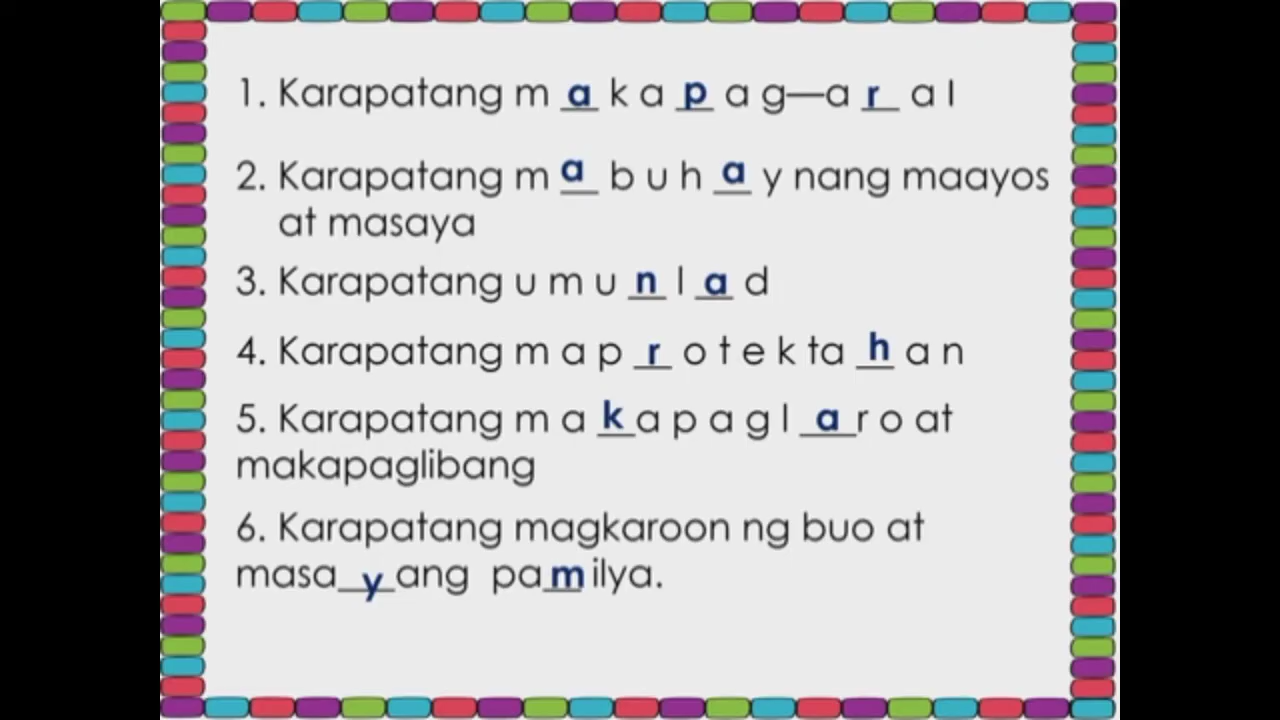 1. Karapatang m a k a p a g—a r a l
2. Karapatang m a b u h a y nang maayos
at masaya
3. Karapatang u m u n l a d
4. Karapatang m a p r o t e k ta h a n
5. Karapatang m a k a p a g l a r o at
makapaglibang
6. Karapatang magkaroon ng buo at
masa y ang pa m ilya.